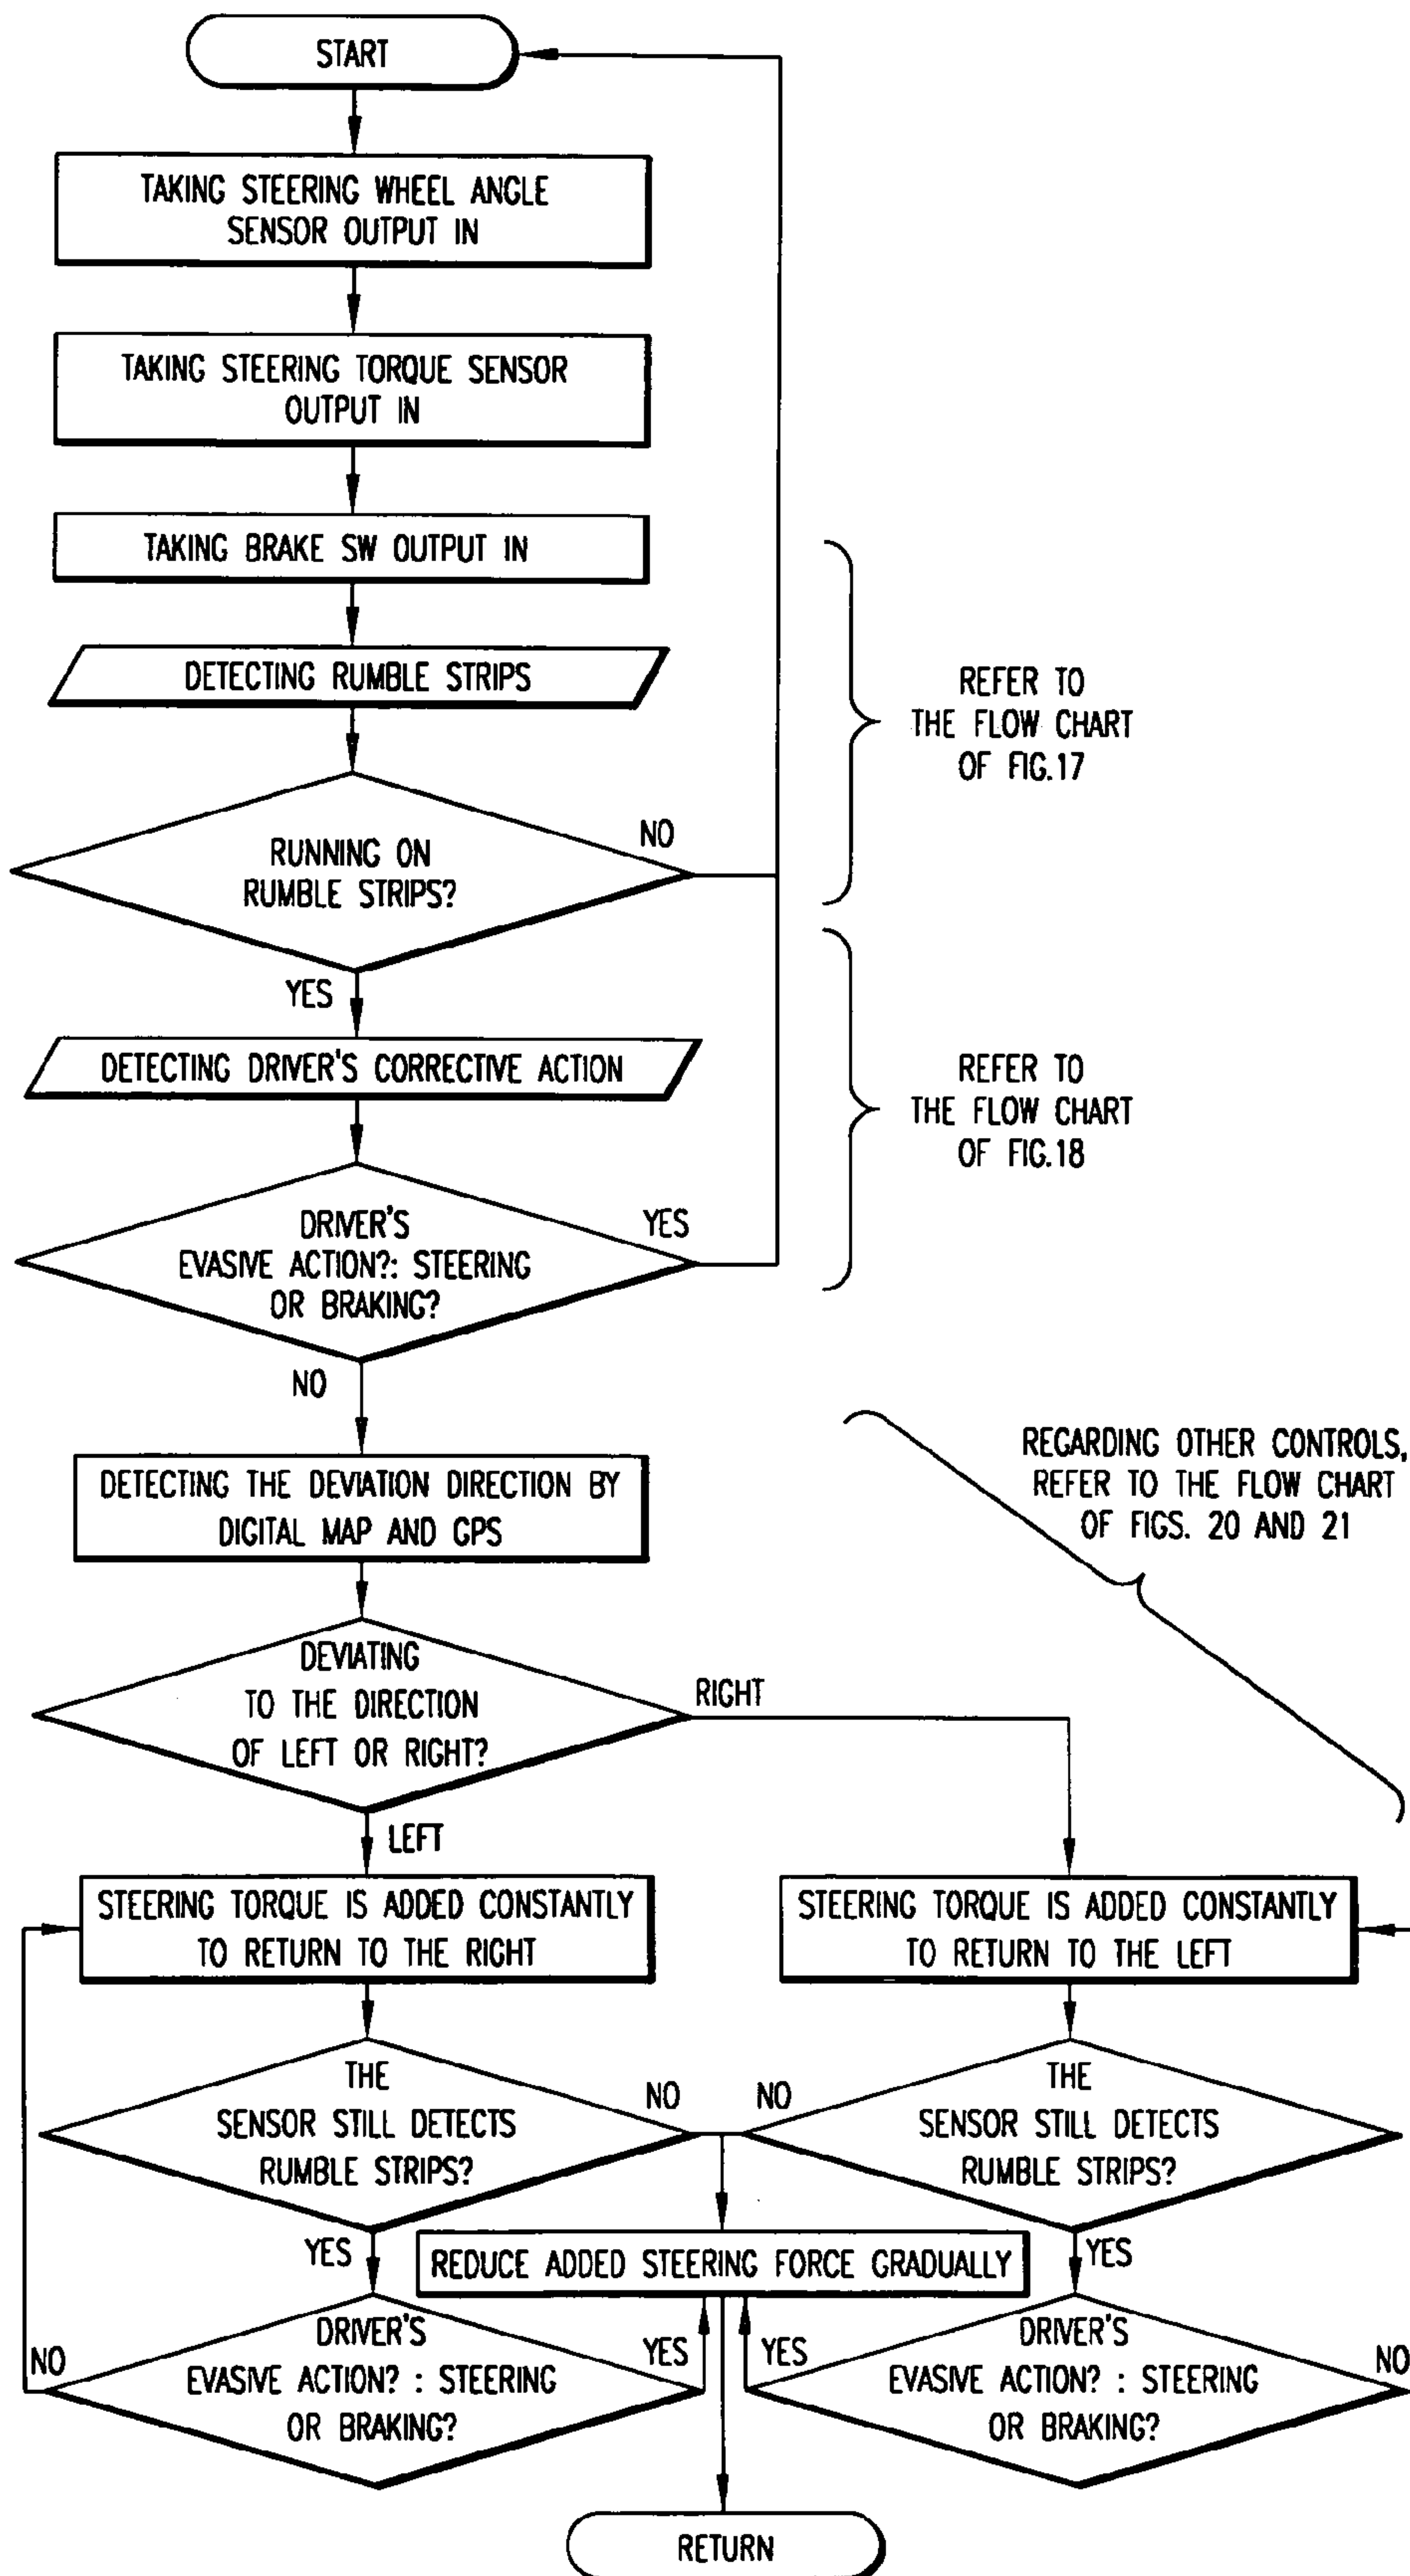 START
TAKING STEERING WHEEL ANGLE
SENSOR OUTPUT IN
TAKING STEERING TORQUE SENSOR
OUTPUT IN
TAKING BRAKE SW OUTPUT IN
DETECTING RUMBLE STRIPS
REFER TO
THE FLOW CHART
OF FIG.17
RUNNING ON
RUMBLE STRIPS?
NO
YES
DETECTING DRIVER'S CORRECTIVE ACTION
REFER TO
THE FLOW CHART
OF FIG.18
DRIVER'S
EVASIVE ACTION?: STEERING
OR BRAKING?
YES
NO
REGARDING OTHER CONTROLS,
REFER TO THE FLOW CHART
OF FIGS. 20 AND 21
DETECTING THE DEVIATION DIRECTION BY
DIGITAL MAP AND GPS
DEVIATING
TO THE DIRECTION
OF LEFT OR RIGHT?
RIGHT
LEFT
STEERING TORQUE IS ADDED CONSTANTLY
TO RETURN TO THE RIGHT
STEERING TORQUE IS ADDED CONSTANTLY
TO RETURN TO THE LEFT
THE
SENSOR STILL DETECTS
RUMBLE STRIPS?
NO
NO
THE
SENSOR STILL DETECTS
RUMBLE STRIPS?
YES
REDUCE ADDED STEERING FORCE GRADUALLY
YES
NO
DRIVER'S
EVASIVE ACTION? : STEERING
OR BRAKING?
YES
YES
DRIVER'S
EVASIVE ACTION? : STEERING
OR BRAKING?
NO
RETURN